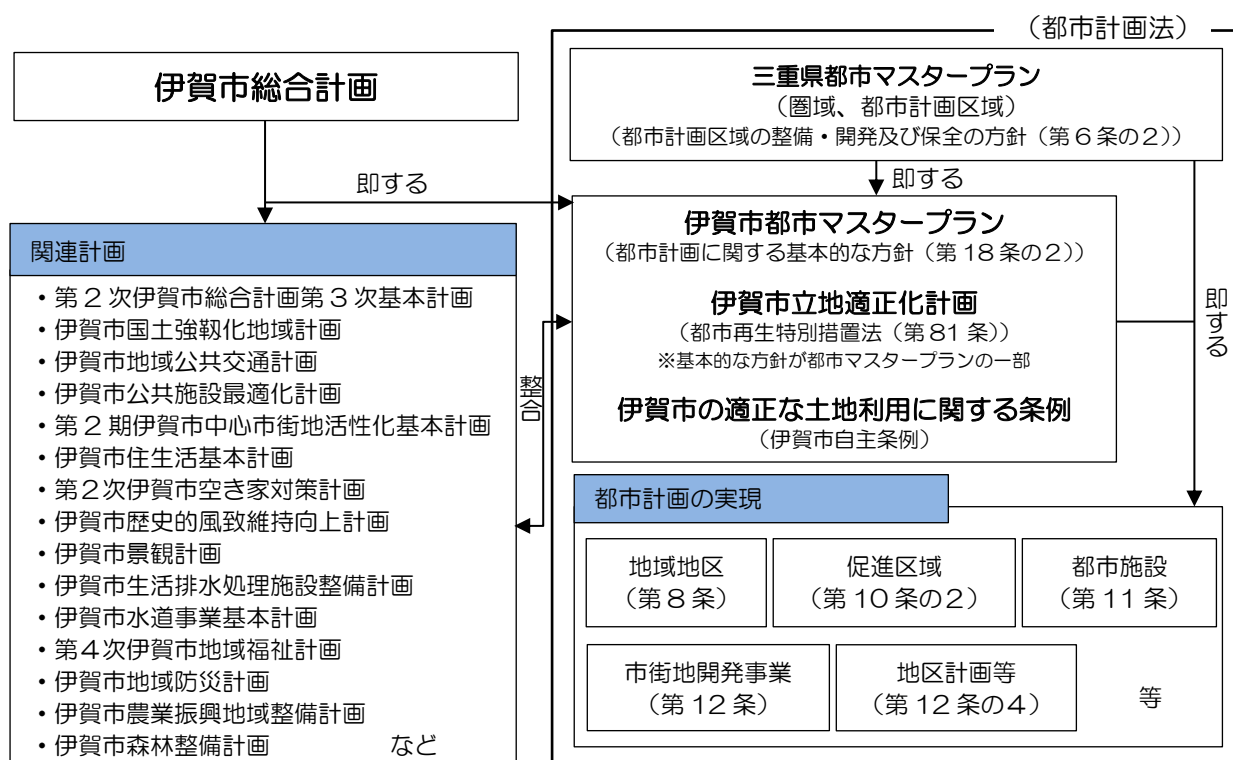 （都市計画法）
伊賀市総合計画
三重県都市マスタープラン
（圏域、都市計画区域）
（都市計画区域の整備・開発及び保全の方針（第６条の２））
即する
即する
伊賀市都市マスタープラン
（都市計画に関する基本的な方針（第18条の２））
伊賀市立地適正化計画
（都市再生特別措置法（第81条））
※基本的な方針が都市マスタープランの一部
伊賀市の適正な土地利用に関する条例
（伊賀市自主条例）
即する
整合
関連計画
・第２次伊賀市総合計画第３次基本計画
・伊賀市国土強靱化地域計画
・伊賀市地域公共交通計画
・伊賀市公共施設最適化計画
・第２期伊賀市中心市街地活性化基本計画
・伊賀市住生活基本計画
・第２次伊賀市空き家対策計画
・伊賀市歴史的風致維持向上計画
・伊賀市景観計画
・伊賀市生活排水処理施設整備計画
・伊賀市水道事業基本計画
・第４次伊賀市地域福祉計画
・伊賀市地域防災計画
・伊賀市農業振興地域整備計画
・伊賀市森林整備計画　など
都市計画の実現
地域地区
（第８条）
促進区域
（第10条の２）
都市施設
（第11条）
市街地開発事業
（第12条）
地区計画等
（第12条の４）
等